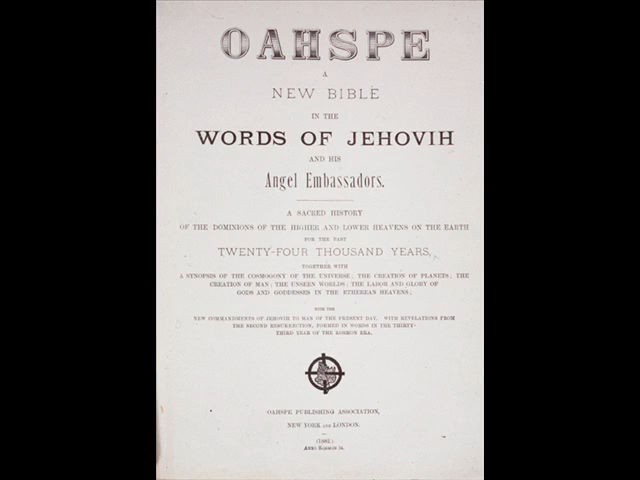 OAHSPE
A
NEW BIBLE
IN THE
WORDS OF JEHOVIH
AND HIS
Angel Embassadors.
A SACRED HISTORY
OF THE DOMINIONS OF THE HIGHER AND LOWER HEAVENS ON THE EARTH
FOR THE PAST
TWENTY-FOUR THOUSAND YEARS,
TOGETHER WITH
A SYNOPSIS OF THE COSMOGONY OF THE UNIVERSE; THE CREATION OF PLANETS; THE
CREATION OF MAN; THE UNSEEN WORLDS; THE LABOR AND GLORY OF
GODS AND GODDESSES IN THE ETHEREAN HEAVENS;
WITH THE
NEW COMMANDMENTS OF JEHOVIH TO MAN OF THE PRESENT DAY. WITH REVELATIONS FROM
THE SECOND RESURRECTION, FORMED IN WORDS IN THE THIRTY-
THIRD YEAR OF THE KOSMON ERA.
OAHSPE PUBLISHING ASSOCIATION,
NEW YORK AND LONDON.
(1882.)
ANNO KOSMON 34.